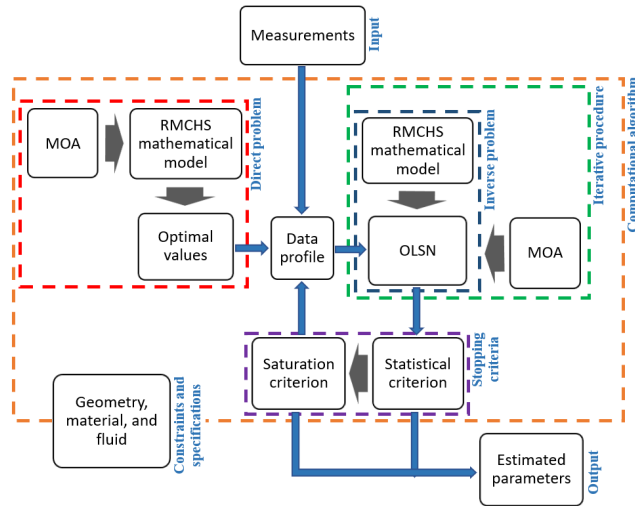 Measurements
Input
Computational algorithm
MOA
RMCHS
mathematical
model
Optimal
values
Direct problem
Data
profile
RMCHS
mathematical
model
OLSN
Inverse problem
MOA
Iterative procedure
Saturation
criterion
Statistical
criterion
Stopping
criteria
Geometry,
material, and
fluid
Constraints and
specifications
Estimated
parameters
Output